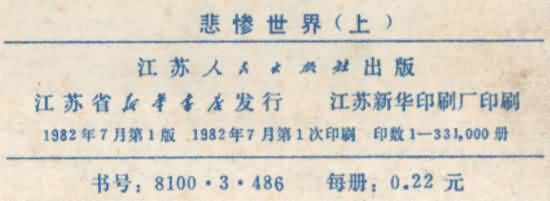 悲惨世界(上)
江苏人民出版社出版
江苏省新华书店发行 江苏新华印刷厂印刷
1982年7月第1版 1982年7月第1次印刷 印数1—331,000册
书号:8100·3·486 每册:0.22元